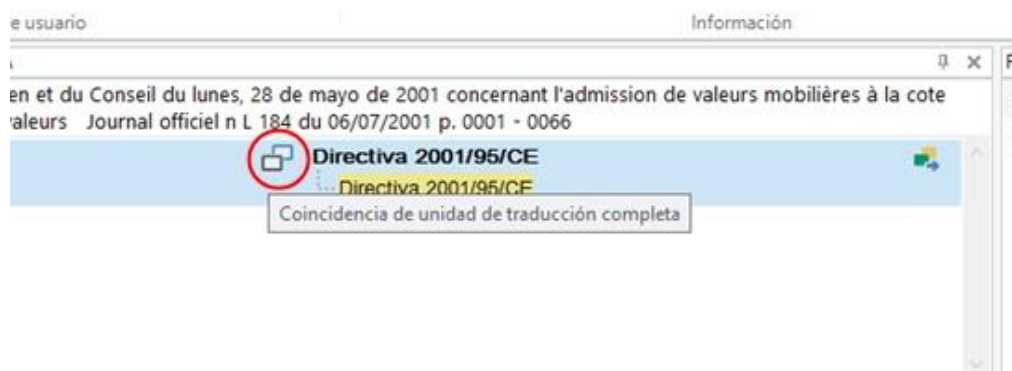 e usuario
Información
en et du Conseil du lunes, 28 de mayo de 2001 concernant l'admission de valeurs mobilières à la cote
valeurs Journal officiel n L 184 du 06/07/2001 p. 0001 - 0066
Directiva 2001/95/CE
Directiva 2001/95/CE
Coincidencia de unidad de traducción completa